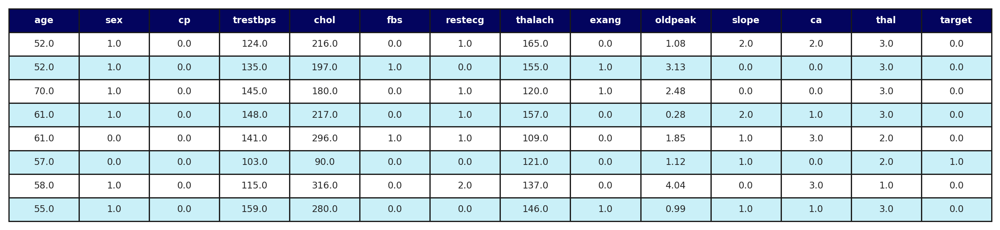 age sex cp trestbps chol fbs restecg thalach exang oldpeak slope ca thal target
52.0 1.0 0.0 124.0 216.0 0.0 1.0 165.0 0.0 1.08 2.0 2.0 3.0 0.0
52.0 1.0 0.0 135.0 197.0 1.0 0.0 155.0 1.0 3.13 0.0 0.0 3.0 0.0
70.0 1.0 0.0 145.0 180.0 0.0 1.0 120.0 1.0 2.48 0.0 0.0 3.0 0.0
61.0 1.0 0.0 148.0 217.0 0.0 1.0 157.0 0.0 0.28 2.0 1.0 3.0 0.0
61.0 0.0 0.0 141.0 296.0 1.0 1.0 109.0 0.0 1.85 1.0 3.0 2.0 0.0
57.0 0.0 0.0 103.0 90.0 0.0 0.0 121.0 0.0 1.12 1.0 0.0 2.0 1.0
58.0 1.0 0.0 115.0 316.0 0.0 2.0 137.0 0.0 4.04 0.0 3.0 1.0 0.0
55.0 1.0 0.0 159.0 280.0 0.0 0.0 146.0 1.0 0.99 1.0 1.0 3.0 0.0